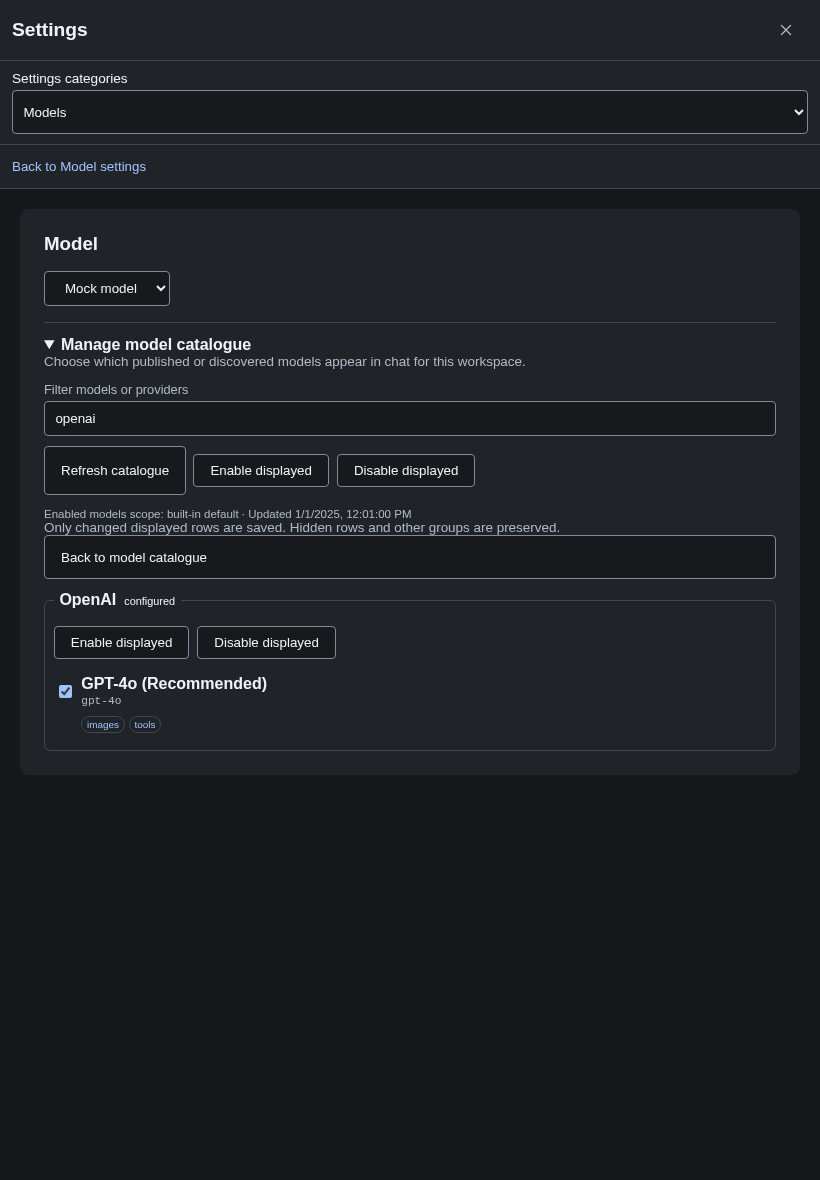 Settings
Settings categories
Models
Back to Model settings
Model
Mock model
Manage model catalogue
Choose which published or discovered models appear in chat for this workspace.
Filter models or providers
openai
Refresh catalogue Enable displayed Disable displayed
Enabled models scope: built-in default · Updated 1/1/2025, 12:01:00 PM
Only changed displayed rows are saved. Hidden rows and other groups are preserved.
Back to model catalogue
OpenAI configured
Enable displayed Disable displayed
GPT-4o (Recommended)
gpt-4o
images tools